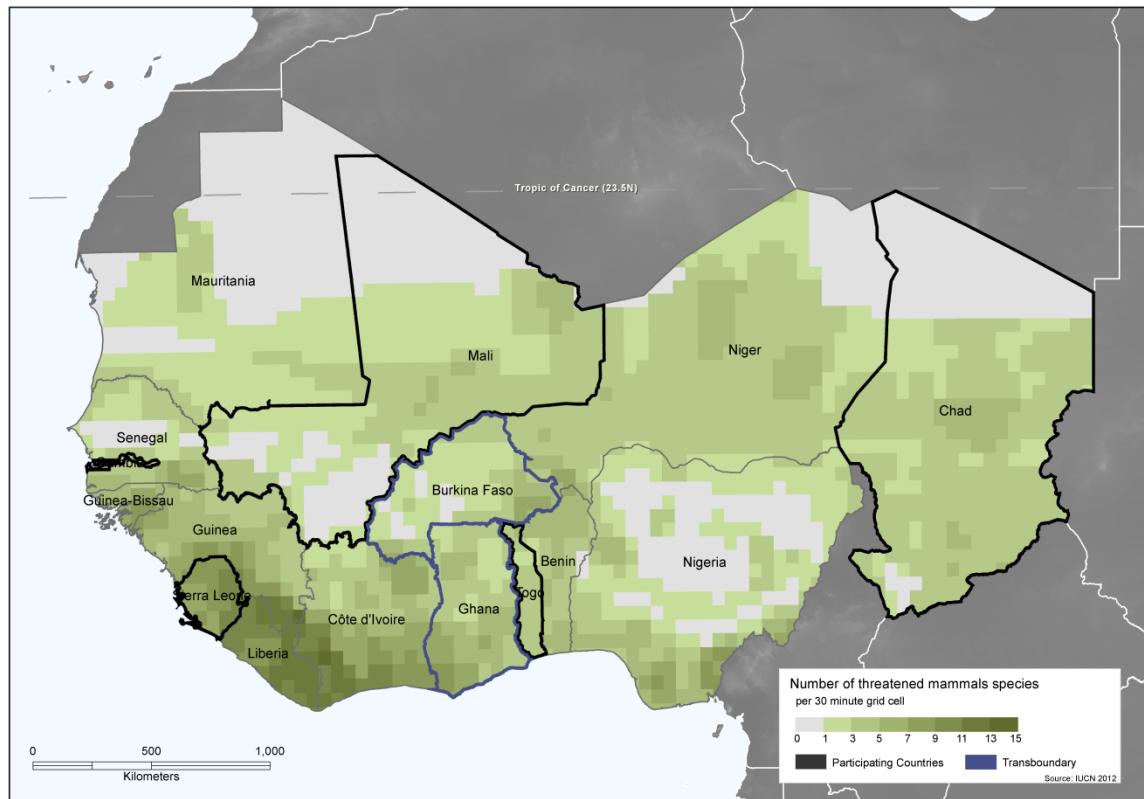 Tropic of Cancer (23.5N)
Mauritania
Mali
Niger
Chad
Senegal
Gambia
Burkina Faso
Guinea-Bissau
Guinea
Benin
Nigeria
Sierra Leone
Togo
Ghana
Côte d'Ivoire
Liberia
Number of threatened mammals species
per 30 minute grid cell
0 1 3 5 7 9 11 13 15
Participating Countries Transboundary
Source: IUCN 2012
0 500 1,000
Kilometers